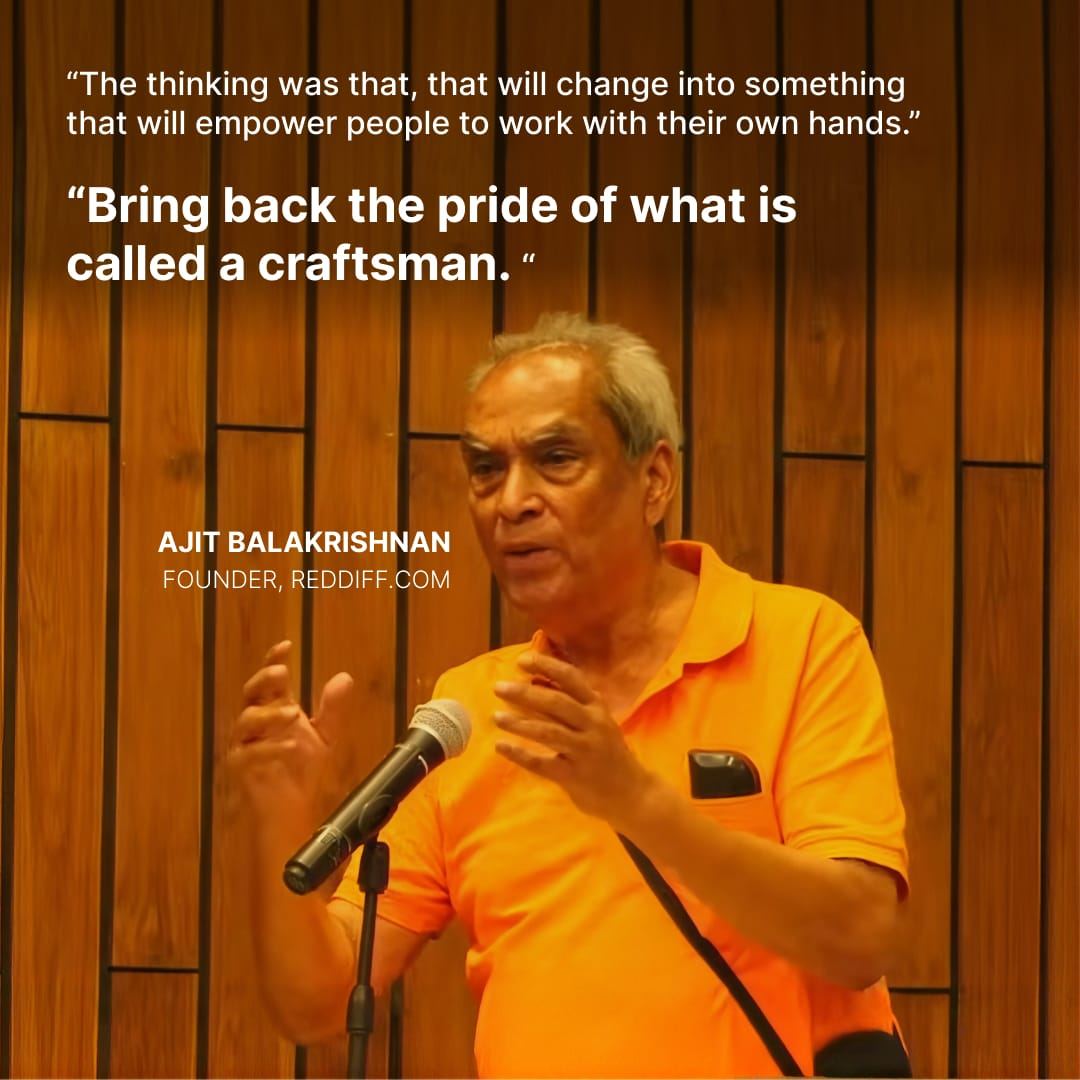 “The thinking was that, that will change into something
that will empower people to work with their own hands.”
“Bring back the pride of what is
called a craftsman. “
AJIT BALAKRISHNAN
FOUNDER, REDDIFF.COM